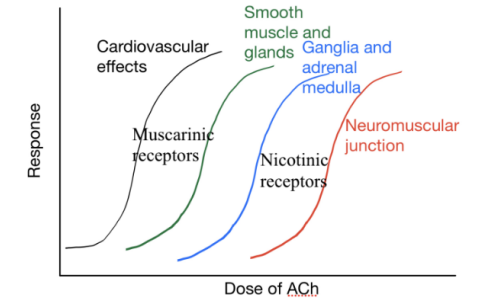 Smooth
muscle and
glands
Cardiovascular
effects
Ganglia and
adrenal
medulla
Muscarinic
receptors
Nicotinic
receptors
Neuromuscular
junction
Response
Dose of ACh